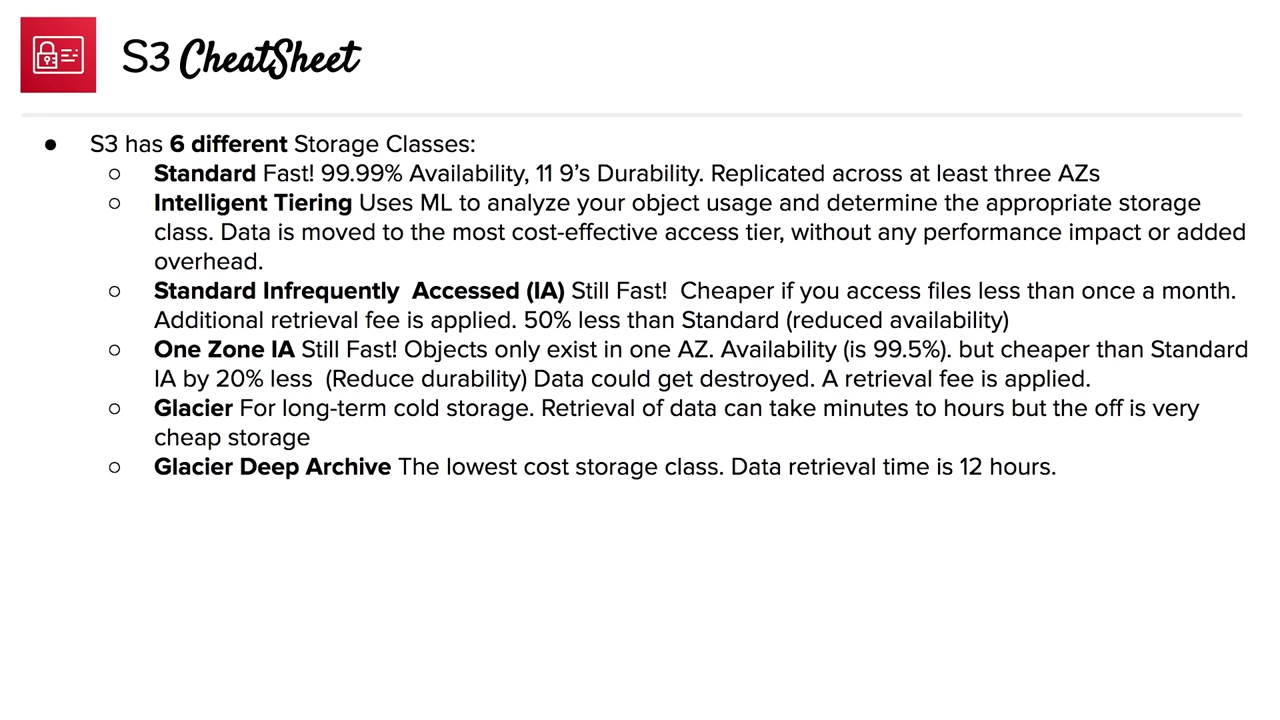 S3 CheatSheet
● S3 has 6 different Storage Classes:
○ Standard Fast! 99.99% Availability, 11 9’s Durability. Replicated across at least three AZs
○ Intelligent Tiering Uses ML to analyze your object usage and determine the appropriate storage
class. Data is moved to the most cost-effective access tier, without any performance impact or added
overhead.
○ Standard Infrequently  Accessed (IA) Still Fast!  Cheaper if you access files less than once a month.
Additional retrieval fee is applied. 50% less than Standard (reduced availability)
○ One Zone IA Still Fast! Objects only exist in one AZ. Availability (is 99.5%). but cheaper than Standard
IA by 20% less  (Reduce durability) Data could get destroyed. A retrieval fee is applied.
○ Glacier For long-term cold storage. Retrieval of data can take minutes to hours but the off is very
cheap storage
○ Glacier Deep Archive The lowest cost storage class. Data retrieval time is 12 hours.